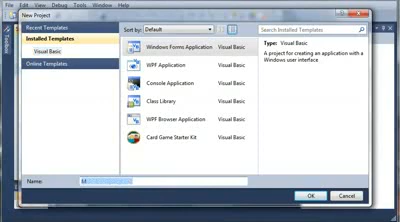 File Edit View Debug Tools Window Help
New Project
Recent Templates
Sort by: Default
Search Installed Templates
Installed Templates
Visual Basic
Online Templates
Windows Forms Application Visual Basic
WPF Application Visual Basic
Console Application Visual Basic
Class Library Visual Basic
WPF Browser Application Visual Basic
Card Game Starter Kit Visual Basic
Type: Visual Basic
A project for creating an application with a
Windows user interface.
Toolbox
Name: M
OK Cancel